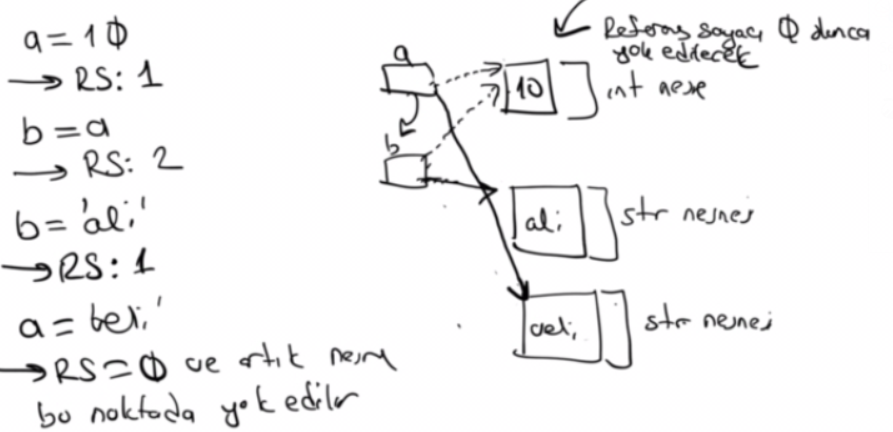 a = 10
→ RS: 1
b = a
→ RS: 2
b = 'ali'
→ RS: 1
a = veli'
→ RS = 0 ve artık nesne
bu noktada yok edilir
Referans sayacı 0 olunca
yok edilecek
a
10
int nesne
b
ali
str nesnesi
veli
str nesnesi